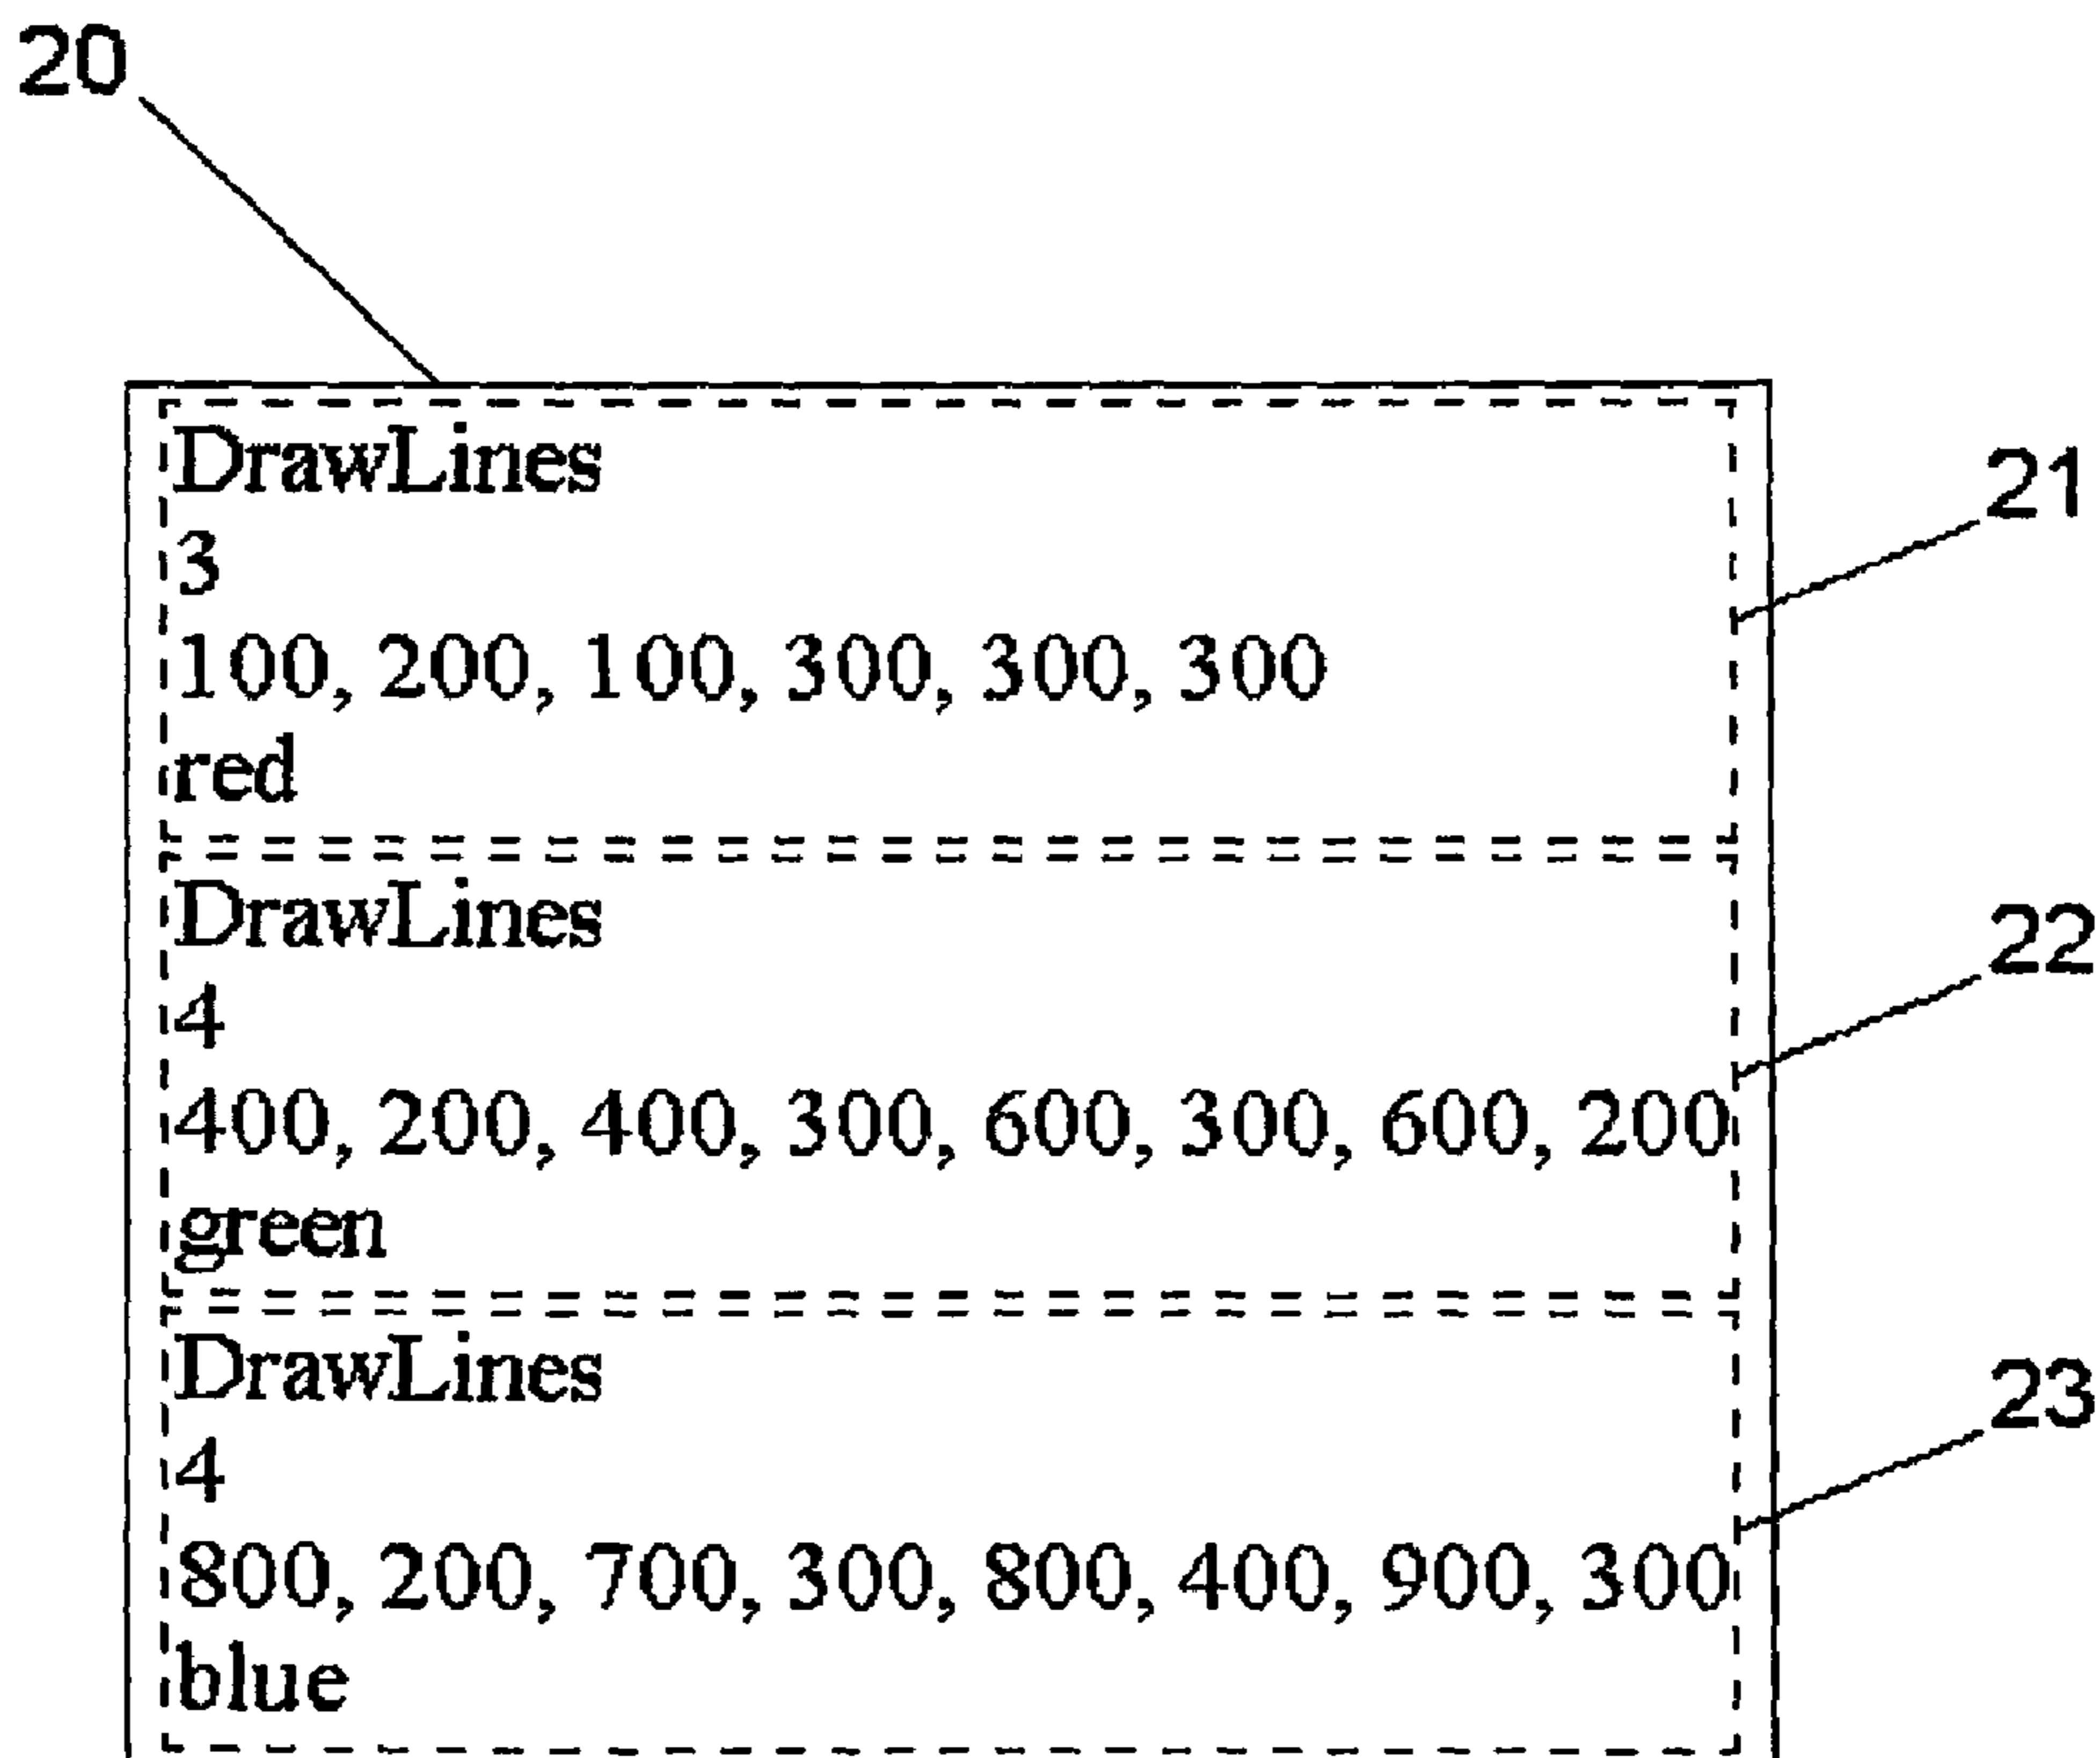 20
DrawLines
21
3
100, 200, 100, 300, 300, 300
red
DrawLines
22
4
400, 200, 400, 300, 600, 300, 600, 200
green
DrawLines
23
4
800, 200, 700, 300, 800, 400, 900, 300
blue